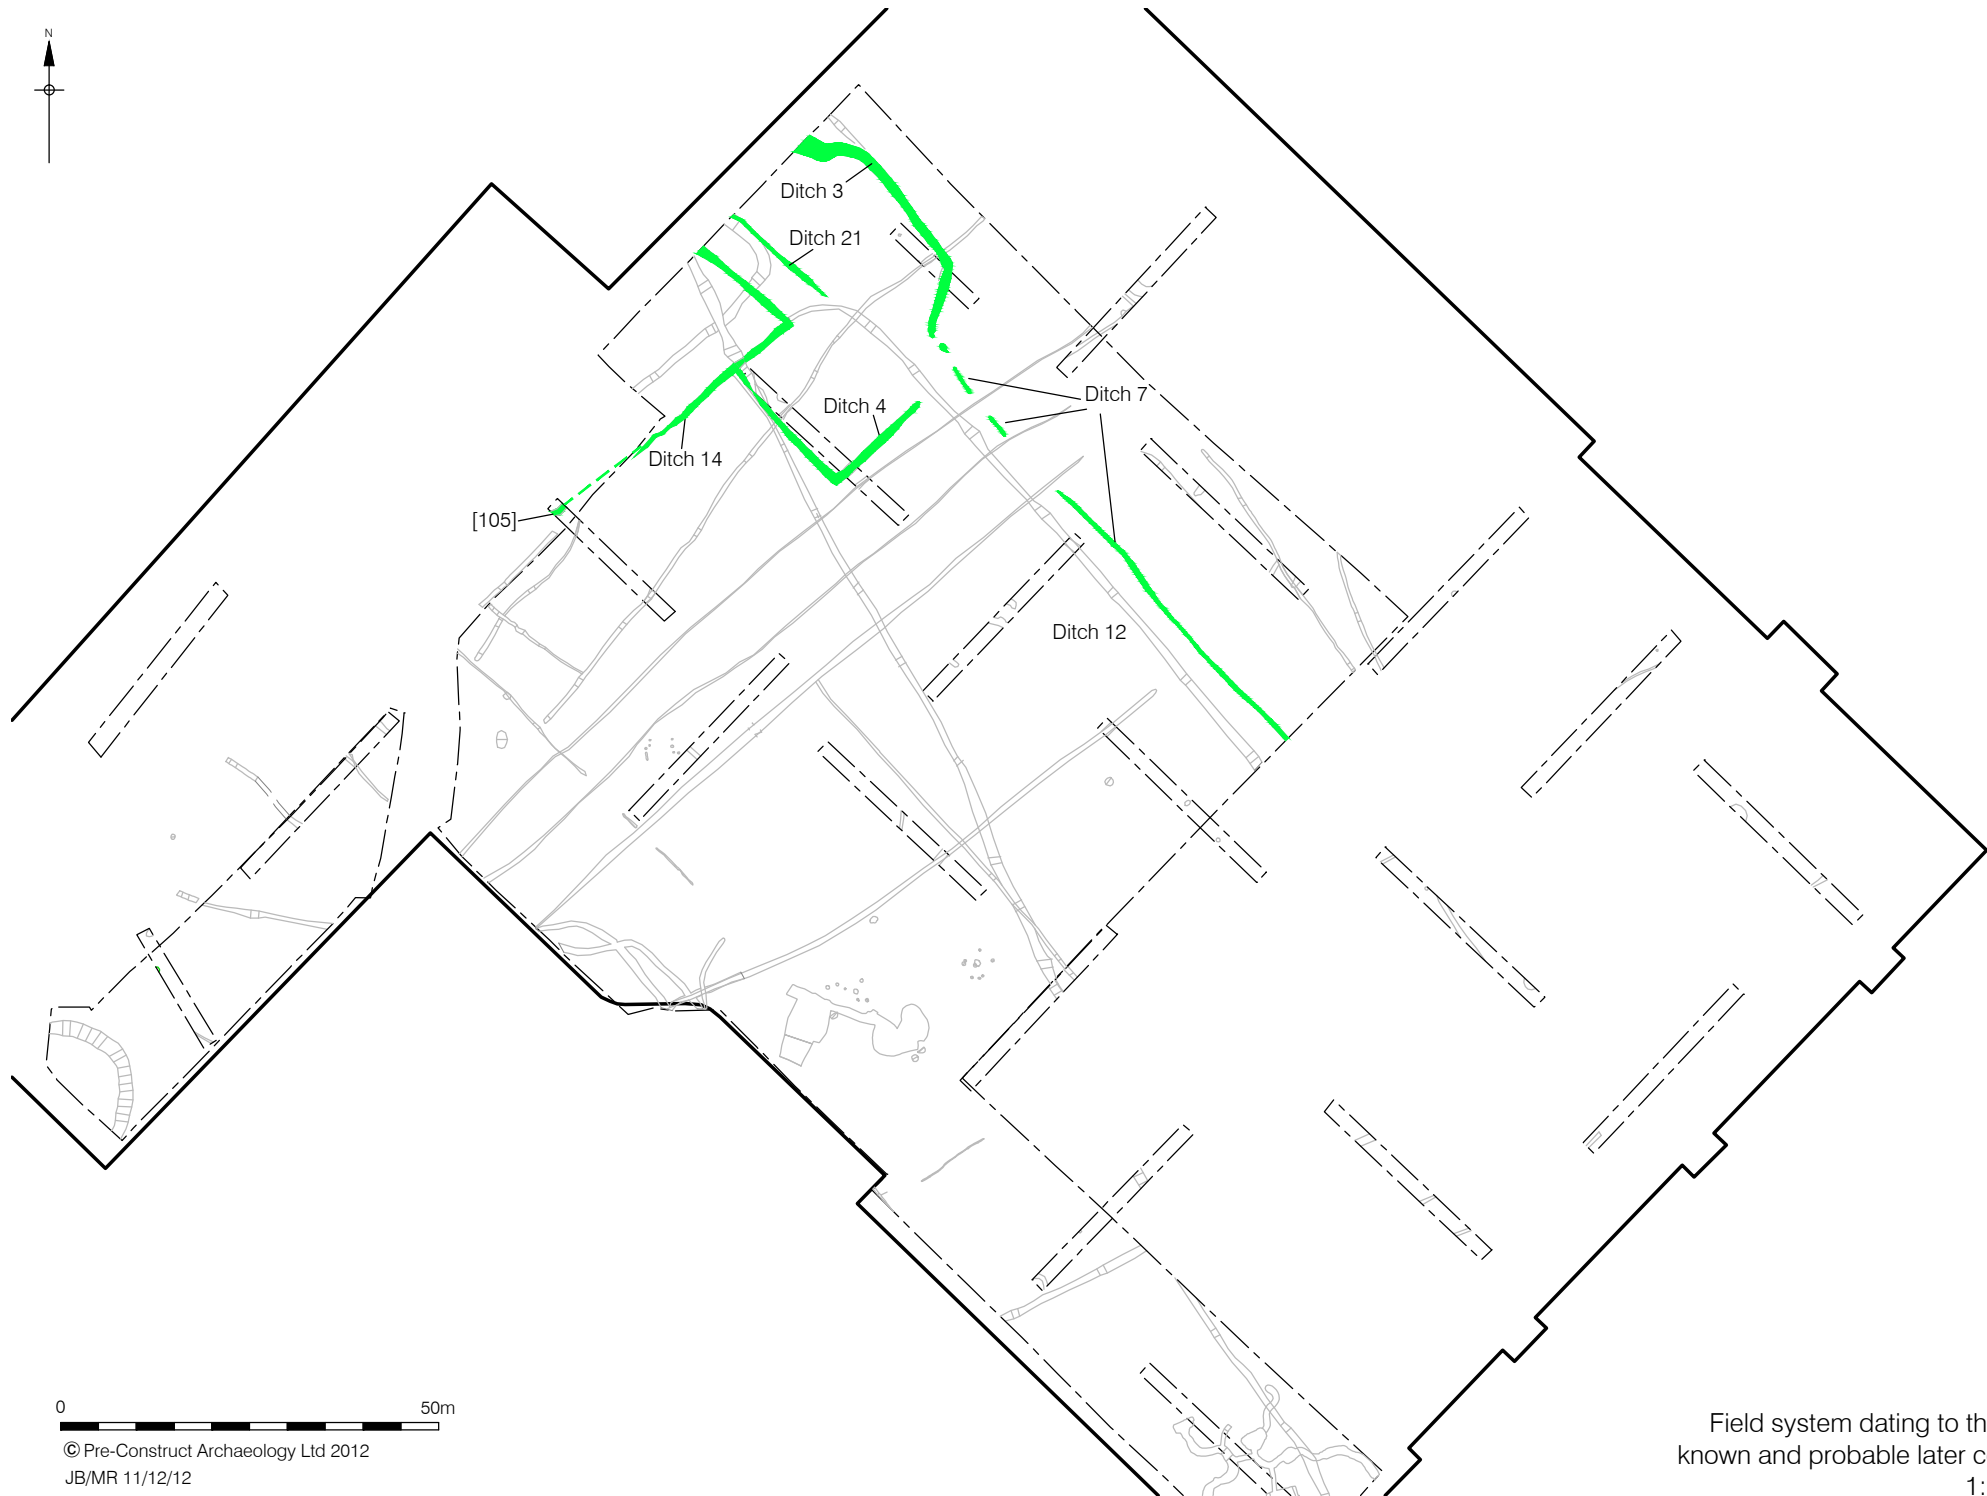 N
Ditch 3
Ditch 21
Ditch 7
Ditch 4
Ditch 14
[105]
Ditch 12
0 50m
© Pre-Construct Archaeology Ltd 2012
JB/MR 11/12/12
Field system dating to th
known and probable later c
1: